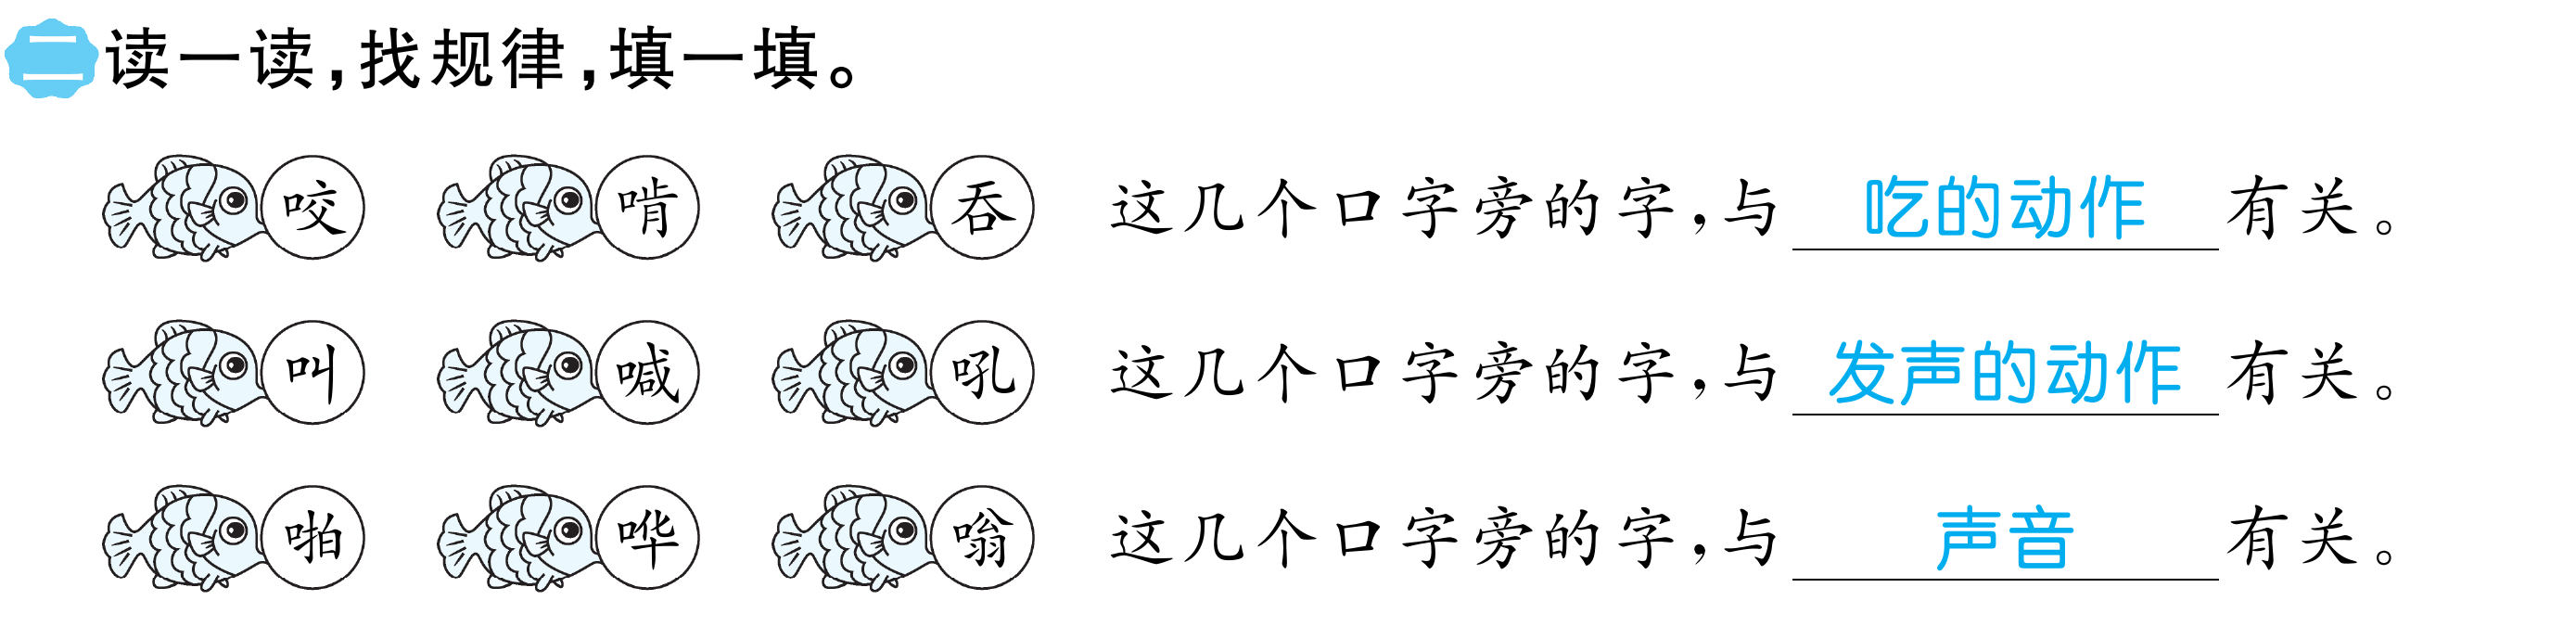 二 读一读,找规律,填一填。
咬 啃 吞 这几个口字旁的字,与 吃的动作 有关。
叫 喊 吼 这几个口字旁的字,与 发声的动作 有关。
啪 哗 嗡 这几个口字旁的字,与 声音 有关。